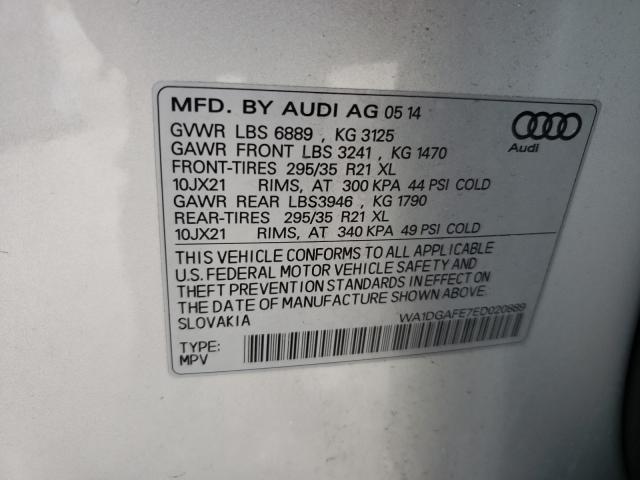 MFD. BY AUDI AG 05 14
GVWR LBS 6889 , KG 3125
GAWR FRONT LBS 3241 , KG 1470
FRONT-TIRES 295/35 R21 XL
10JX21 RIMS, AT 300 KPA 44 PSI COLD
GAWR REAR LBS3946 , KG 1790
REAR-TIRES 295/35 R21 XL
10JX21 RIMS, AT 340 KPA 49 PSI COLD
Audi
THIS VEHICLE CONFORMS TO ALL APPLICABLE
U.S. FEDERAL MOTOR VEHICLE SAFETY AND
THEFT PREVENTION STANDARDS IN EFFECT ON
THE DATE OF MANUFACTURE SHOWN ABOVE.
SLOVAKIA
WA1DGAFE7ED020889
TYPE:
MPV